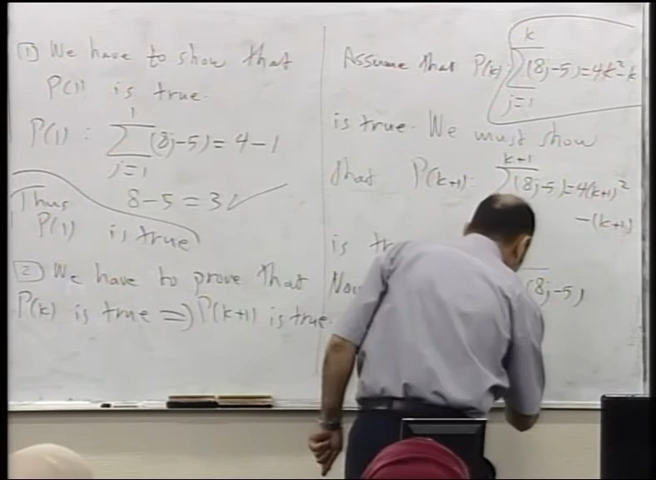 1 We have to show that
P(1) is true.
P(1): 1
∑ (8j-5) = 4-1
j=1
8-5 = 3 ✓
Thus
P(1) is true
2 We have to prove that
P(k) is true ⇒ P(k+1) is true.
Assume that P(k): k
∑ (8j-5) = 4k²-k
j=1
is true. We must show
that P(k+1): k+1
∑ (8j-5) = 4(k+1)²
-(k+1)
is
(8j-5)